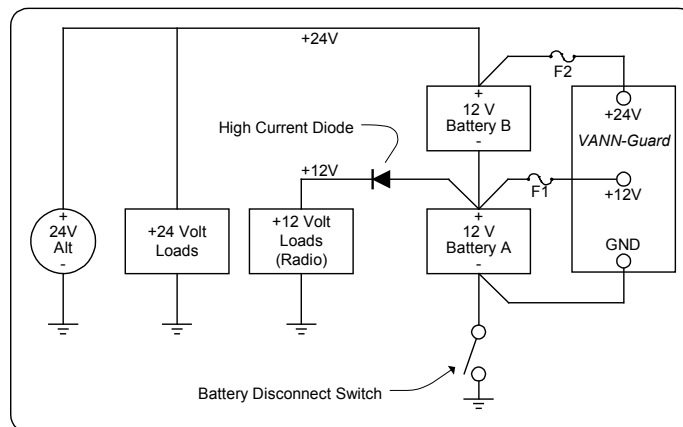 +24V
F2
+
12 V
Battery B
-
+24V
VANN-Guard
High Current Diode
+12V
F1
+12V
+
24V
Alt
-
+24 Volt
Loads
+12 Volt
Loads
(Radio)
+
12 V
Battery A
-
GND
Battery Disconnect Switch